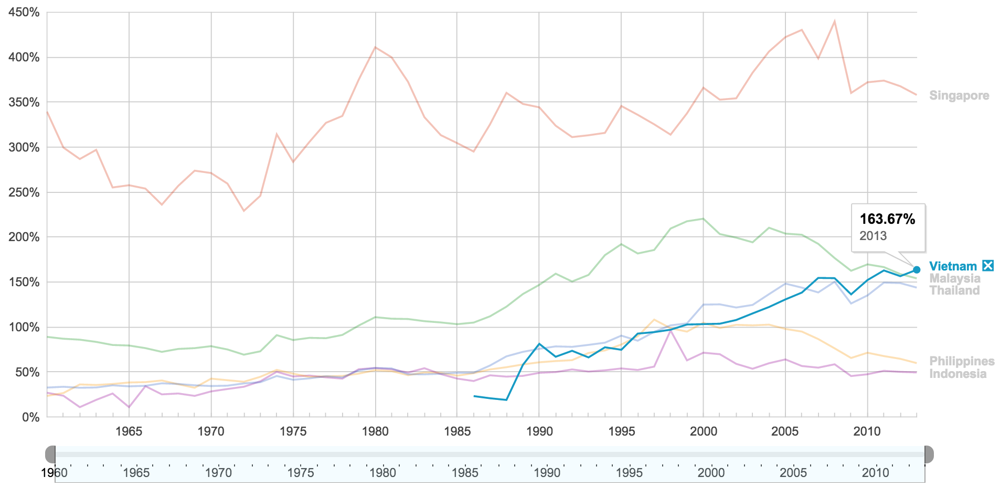 450%
400%
350%
300%
250%
200%
150%
100%
50%
0%
Singapore
163.67%
2013
Vietnam
Malaysia
Thailand
Philippines
Indonesia
1965 1970 1975 1980 1985 1990 1995 2000 2005 2010
1960 1965 1970 1975 1980 1985 1990 1995 2000 2005 2010